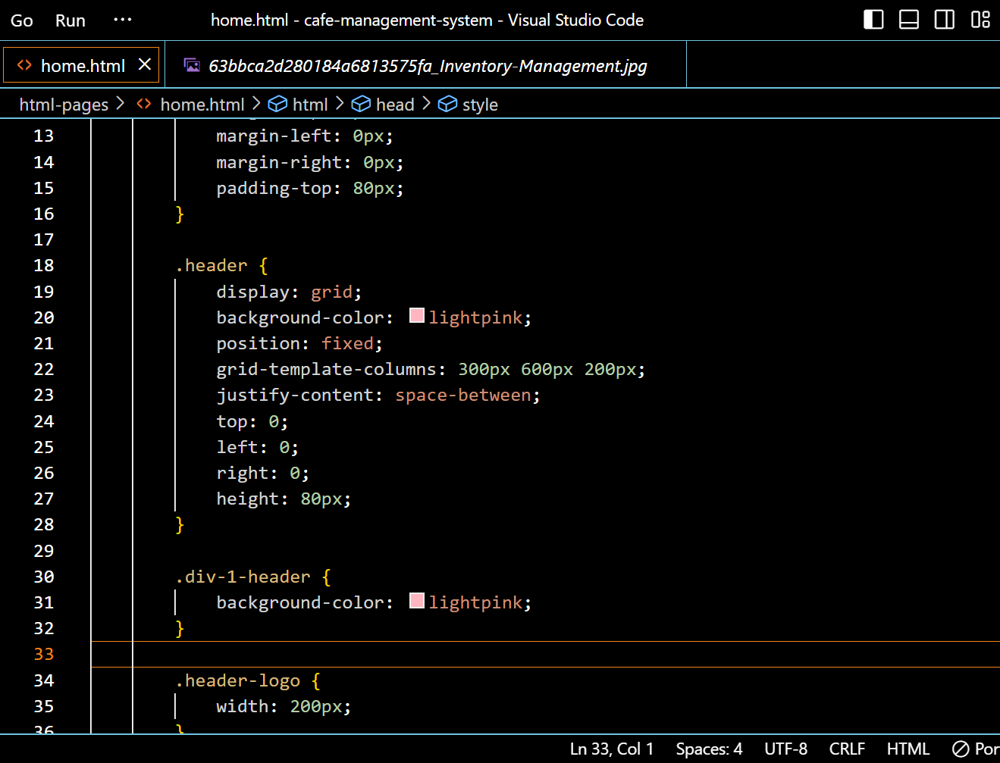 Go Run ··· home.html - cafe-management-system - Visual Studio Code
home.html 63bbca2d280184a6813575fa_Inventory-Management.jpg
html-pages > home.html > html > head > style
13 margin-left: 0px;
14 margin-right: 0px;
15 padding-top: 80px;
16 }
17
18 .header {
19 display: grid;
20 background-color: lightpink;
21 position: fixed;
22 grid-template-columns: 300px 600px 200px;
23 justify-content: space-between;
24 top: 0;
25 left: 0;
26 right: 0;
27 height: 80px;
28 }
29
30 .div-1-header {
31 background-color: lightpink;
32 }
33
34 .header-logo {
35 width: 200px;
36 }
Ln 33, Col 1 Spaces: 4 UTF-8 CRLF HTML Por